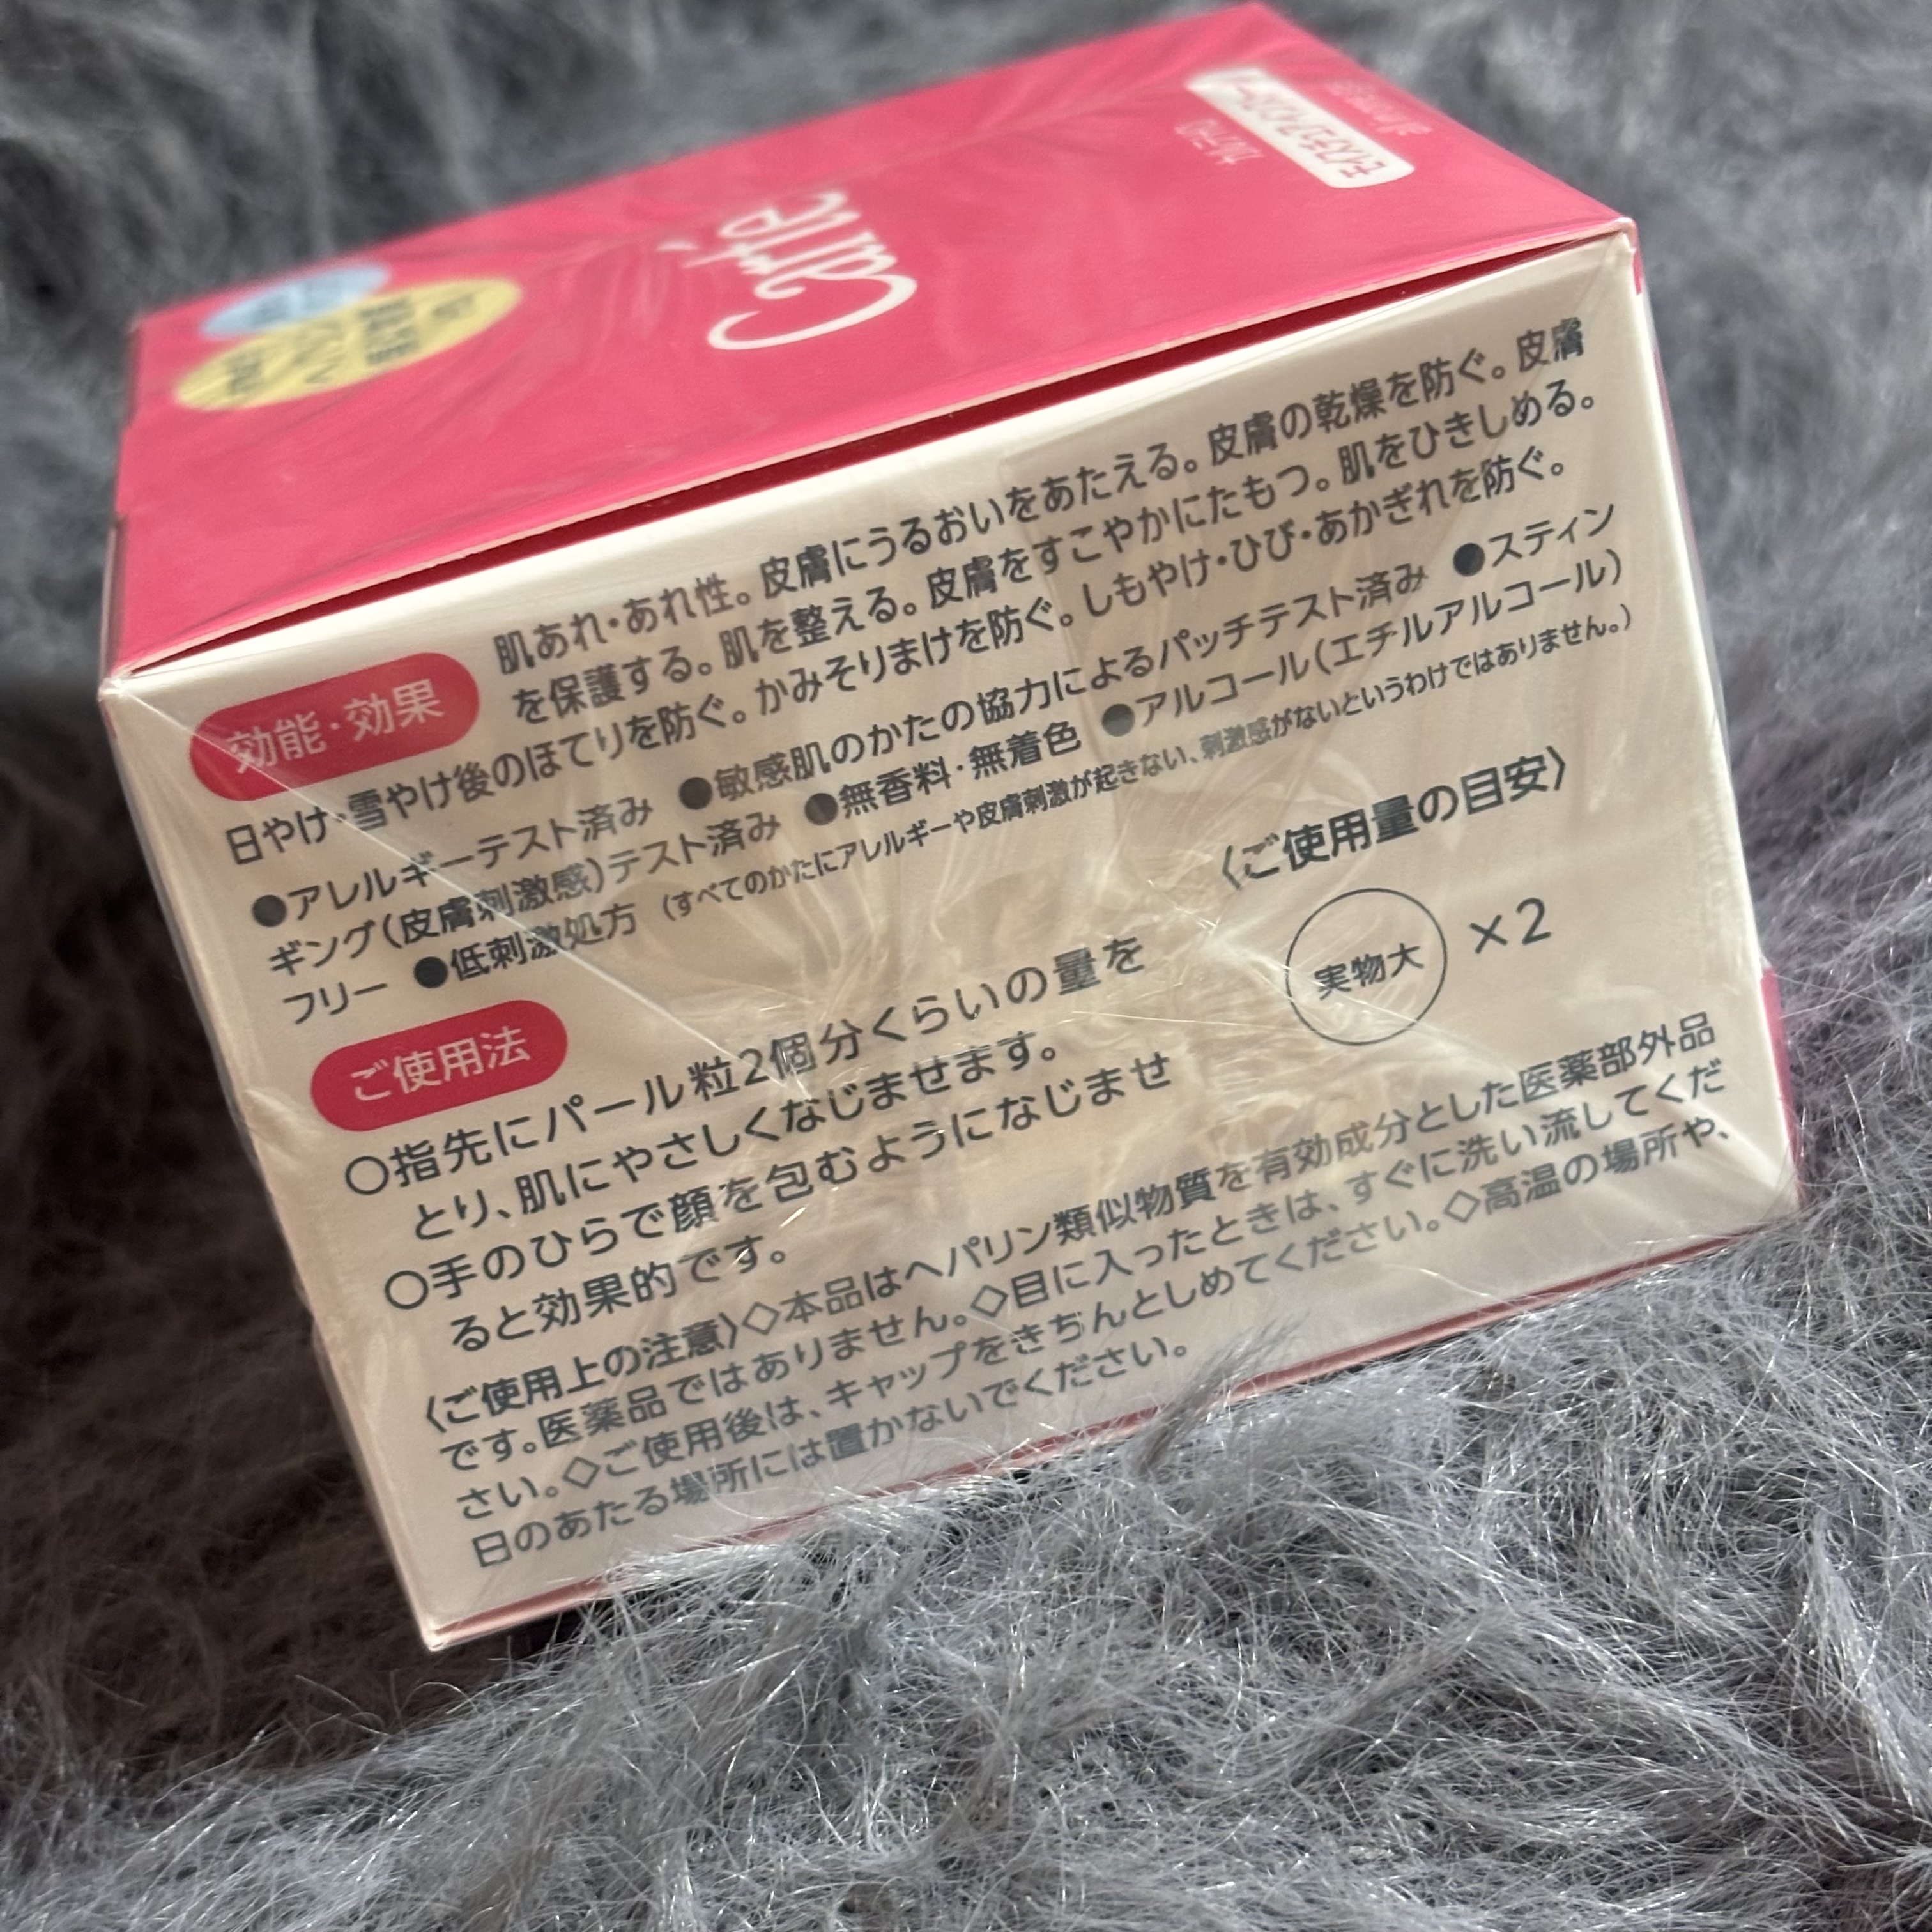 Carite
カルテHD
モイスチュアインストール
効能・効果
肌あれ・あれ性。皮膚にうるおいをあたえる。皮膚の乾燥を防ぐ。皮膚
を保護する。肌を整える。皮膚をすこやかにたもつ。肌をひきしめる。
日やけ・雪やけ後のほてりを防ぐ。かみそりまけを防ぐ。しもやけ・ひび・あかぎれを防ぐ。
●アレルギーテスト済み ●敏感肌のかたの協力によるパッチテスト済み ●スティン
ギング(皮膚刺激感)テスト済み ●無香料・無着色 ●アルコール(エチルアルコール)
フリー ●低刺激処方 (すべてのかたにアレルギーや皮膚刺激が起きない、刺激感がないというわけではありません。)
ご使用法
〈ご使用量の目安〉
実物大 ×2
○指先にパール粒2個分くらいの量を
とり、肌にやさしくなじませます。
○手のひらで顔を包むようになじませ
ると効果的です。
〈ご使用上の注意〉◇本品はヘパリン類似物質を有効成分とした医薬部外品
です。医薬品ではありません。◇目に入ったときは、すぐに洗い流してくだ
さい。◇ご使用後は、キャップをきちんとしめてください。◇高温の場所や、
日のあたる場所には置かないでください。